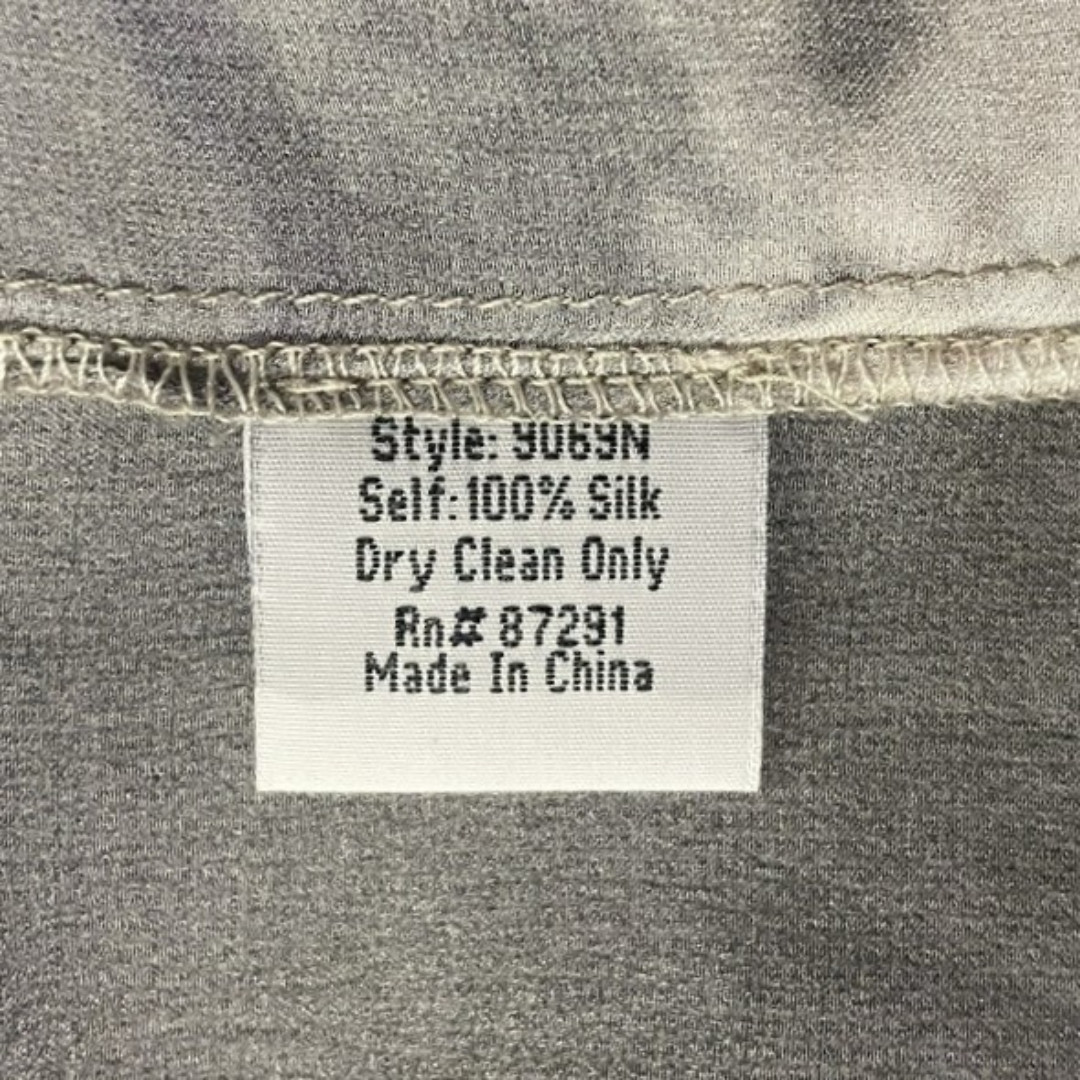 Style: 9069N
Self: 100% Silk
Dry Clean Only
Rn# 87291
Made In China